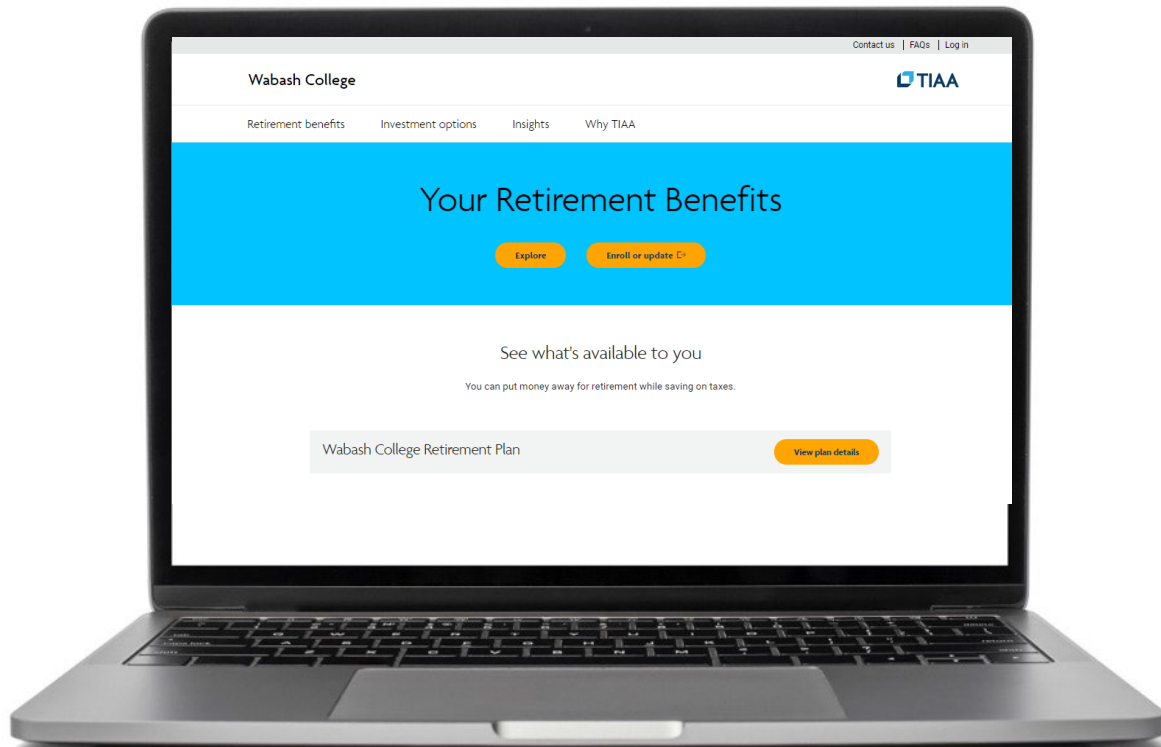 Contact us | FAQs | Log in
Wabash College
TIAA
Retirement benefits Investment options Insights Why TIAA
Your Retirement Benefits
Explore Enroll or update
See what's available to you
You can put money away for retirement while saving on taxes.
Wabash College Retirement Plan View plan details